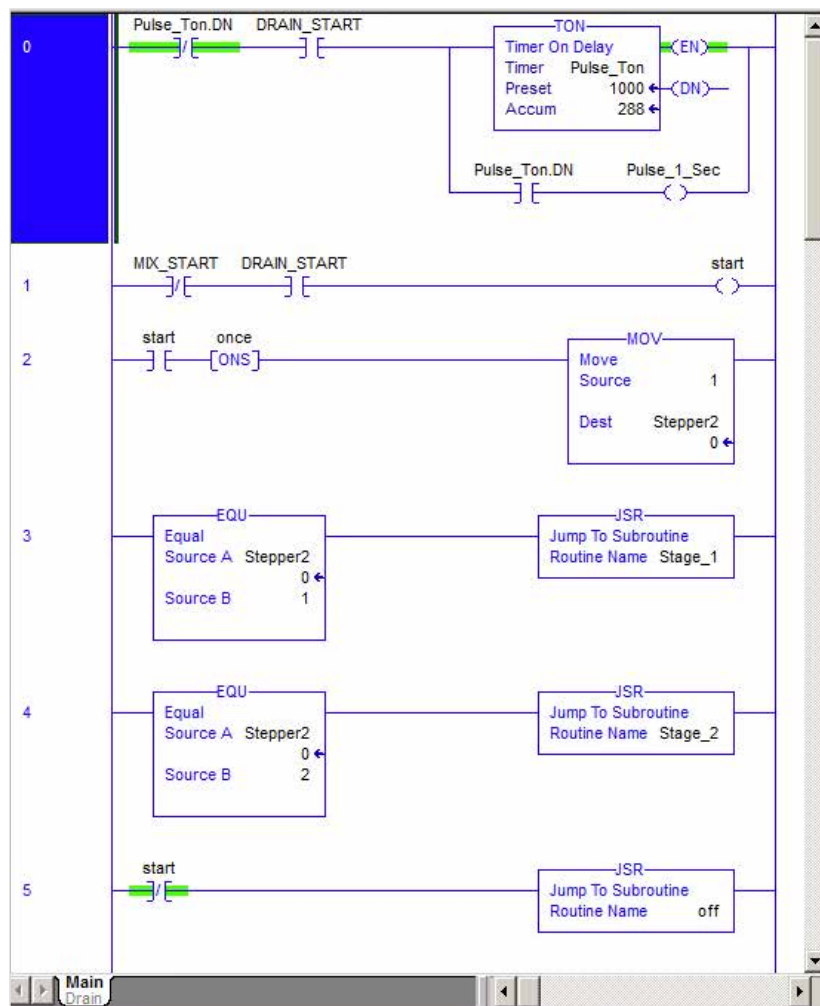 Pulse_Ton.DN DRAIN_START
TON
0
Timer On Delay
EN
Timer Pulse_Ton
Preset 1000
DN
Accum 288
Pulse_Ton.DN Pulse_1_Sec
MIX_START DRAIN_START start
1
start once
MOV
2
ONS
Move
Source 1
Dest Stepper2
0
EQU
JSR
3
Equal
Jump To Subroutine
Source A Stepper2
Routine Name Stage_1
0
Source B 1
EQU
JSR
4
Equal
Jump To Subroutine
Source A Stepper2
Routine Name Stage_2
0
Source B 2
start
JSR
5
Jump To Subroutine
Routine Name off
Main
Drain